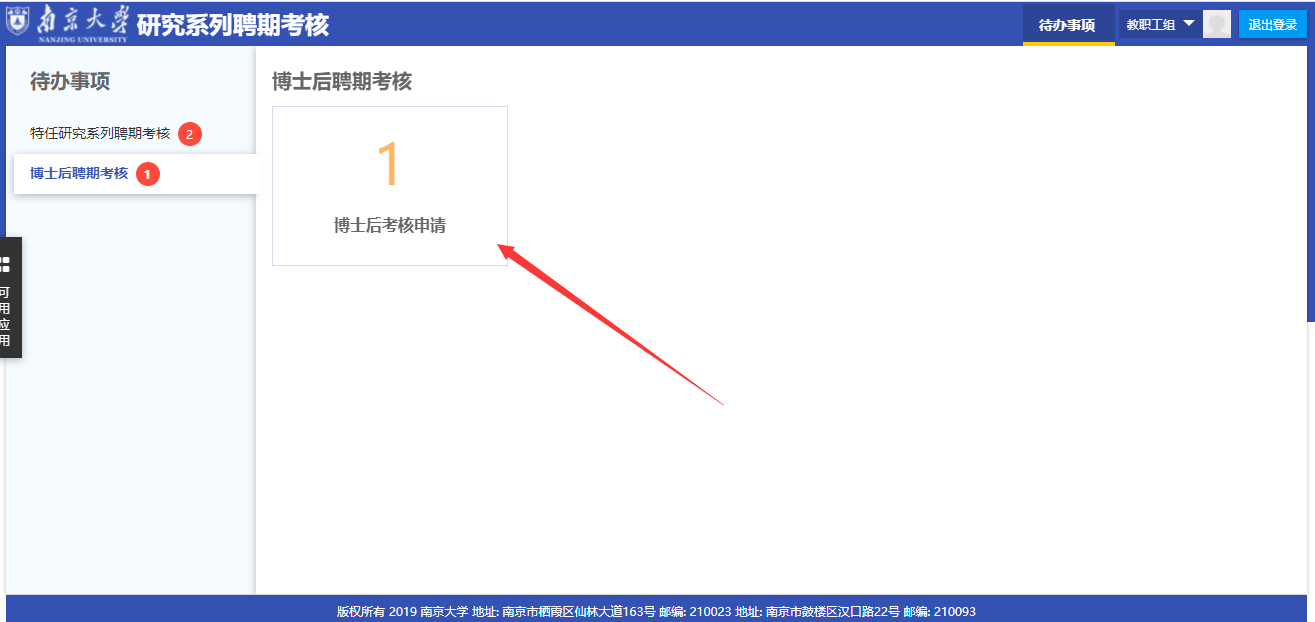 南京大学
NANJING UNIVERSITY
研究系列聘期考核
待办事项
教职工组
退出登录
待办事项
特任研究系列聘期考核 2
博士后聘期考核 1
可用应用
博士后聘期考核
1
博士后考核申请
版权所有 2019 南京大学 地址: 南京市栖霞区仙林大道163号 邮编: 210023 地址: 南京市鼓楼区汉口路22号 邮编: 210093